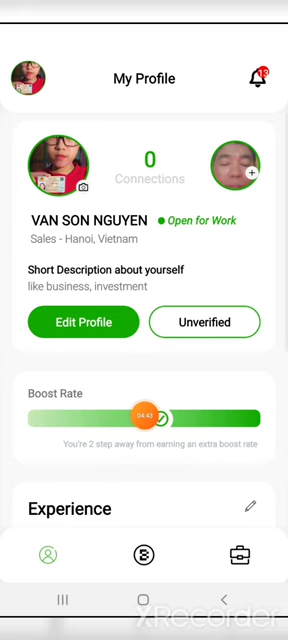 My Profile
13
0
Connections
VAN SON NGUYEN
Open for Work
Sales - Hanoi, Vietnam
Short Description about yourself
like business, investment
Edit Profile
Unverified
Boost Rate
04:43
You're 2 step away from earning an extra boost rate
Experience
XRecorder